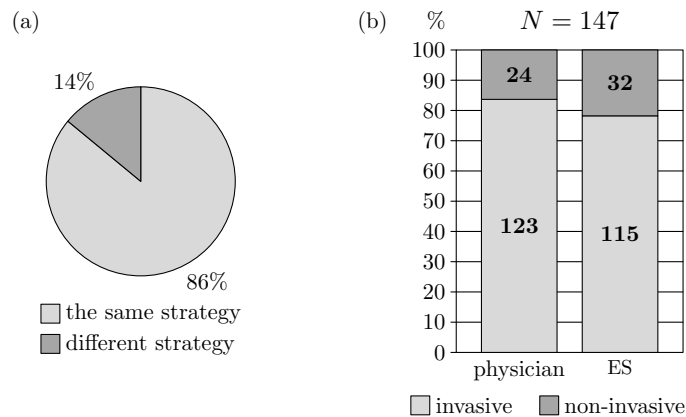 (a)
14%
86%
the same strategy
different strategy
(b)
% N = 147
100
90
80
70
60
50
40
30
20
10
0
24
32
123
115
physician ES
invasive non-invasive